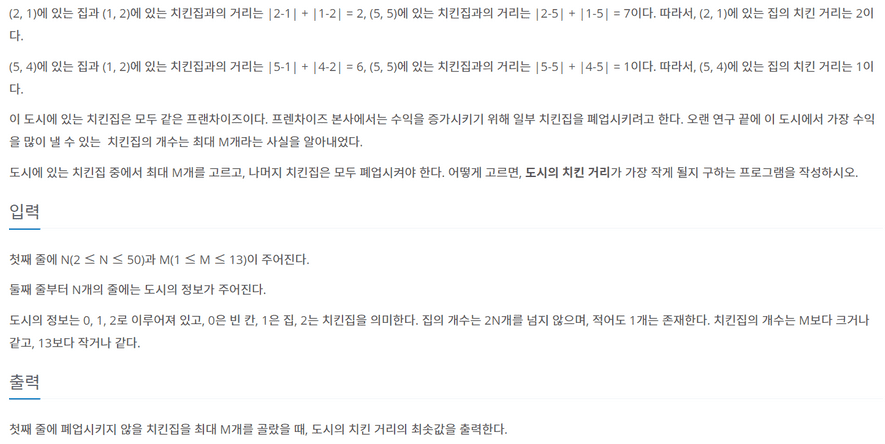 (2, 1)에 있는 집과 (1, 2)에 있는 치킨집과의 거리는 |2-1| + |1-2| = 2, (5, 5)에 있는 치킨집과의 거리는 |2-5| + |1-5| = 7이다. 따라서, (2, 1)에 있는 집의 치킨 거리는 2이
다.
(5, 4)에 있는 집과 (1, 2)에 있는 치킨집과의 거리는 |5-1| + |4-2| = 6, (5, 5)에 있는 치킨집과의 거리는 |5-5| + |4-5| = 1이다. 따라서, (5, 4)에 있는 집의 치킨 거리는 1이
다.
이 도시에 있는 치킨집은 모두 같은 프랜차이즈이다. 프렌차이즈 본사에서는 수익을 증가시키기 위해 일부 치킨집을 폐업시키려고 한다. 오랜 연구 끝에 이 도시에서 가장 수익
을 많이 낼 수 있는 치킨집의 개수는 최대 M개라는 사실을 알아내었다.
도시에 있는 치킨집 중에서 최대 M개를 고르고, 나머지 치킨집은 모두 폐업시켜야 한다. 어떻게 고르면, 도시의 치킨 거리가 가장 작게 될지 구하는 프로그램을 작성하시오.
입력
첫째 줄에 N(2 ≤ N ≤ 50)과 M(1 ≤ M ≤ 13)이 주어진다.
둘째 줄부터 N개의 줄에는 도시의 정보가 주어진다.
도시의 정보는 0, 1, 2로 이루어져 있고, 0은 빈 칸, 1은 집, 2는 치킨집을 의미한다. 집의 개수는 2N개를 넘지 않으며, 적어도 1개는 존재한다. 치킨집의 개수는 M보다 크거나
같고, 13보다 작거나 같다.
출력
첫째 줄에 폐업시키지 않을 치킨집을 최대 M개를 골랐을 때, 도시의 치킨 거리의 최솟값을 출력한다.